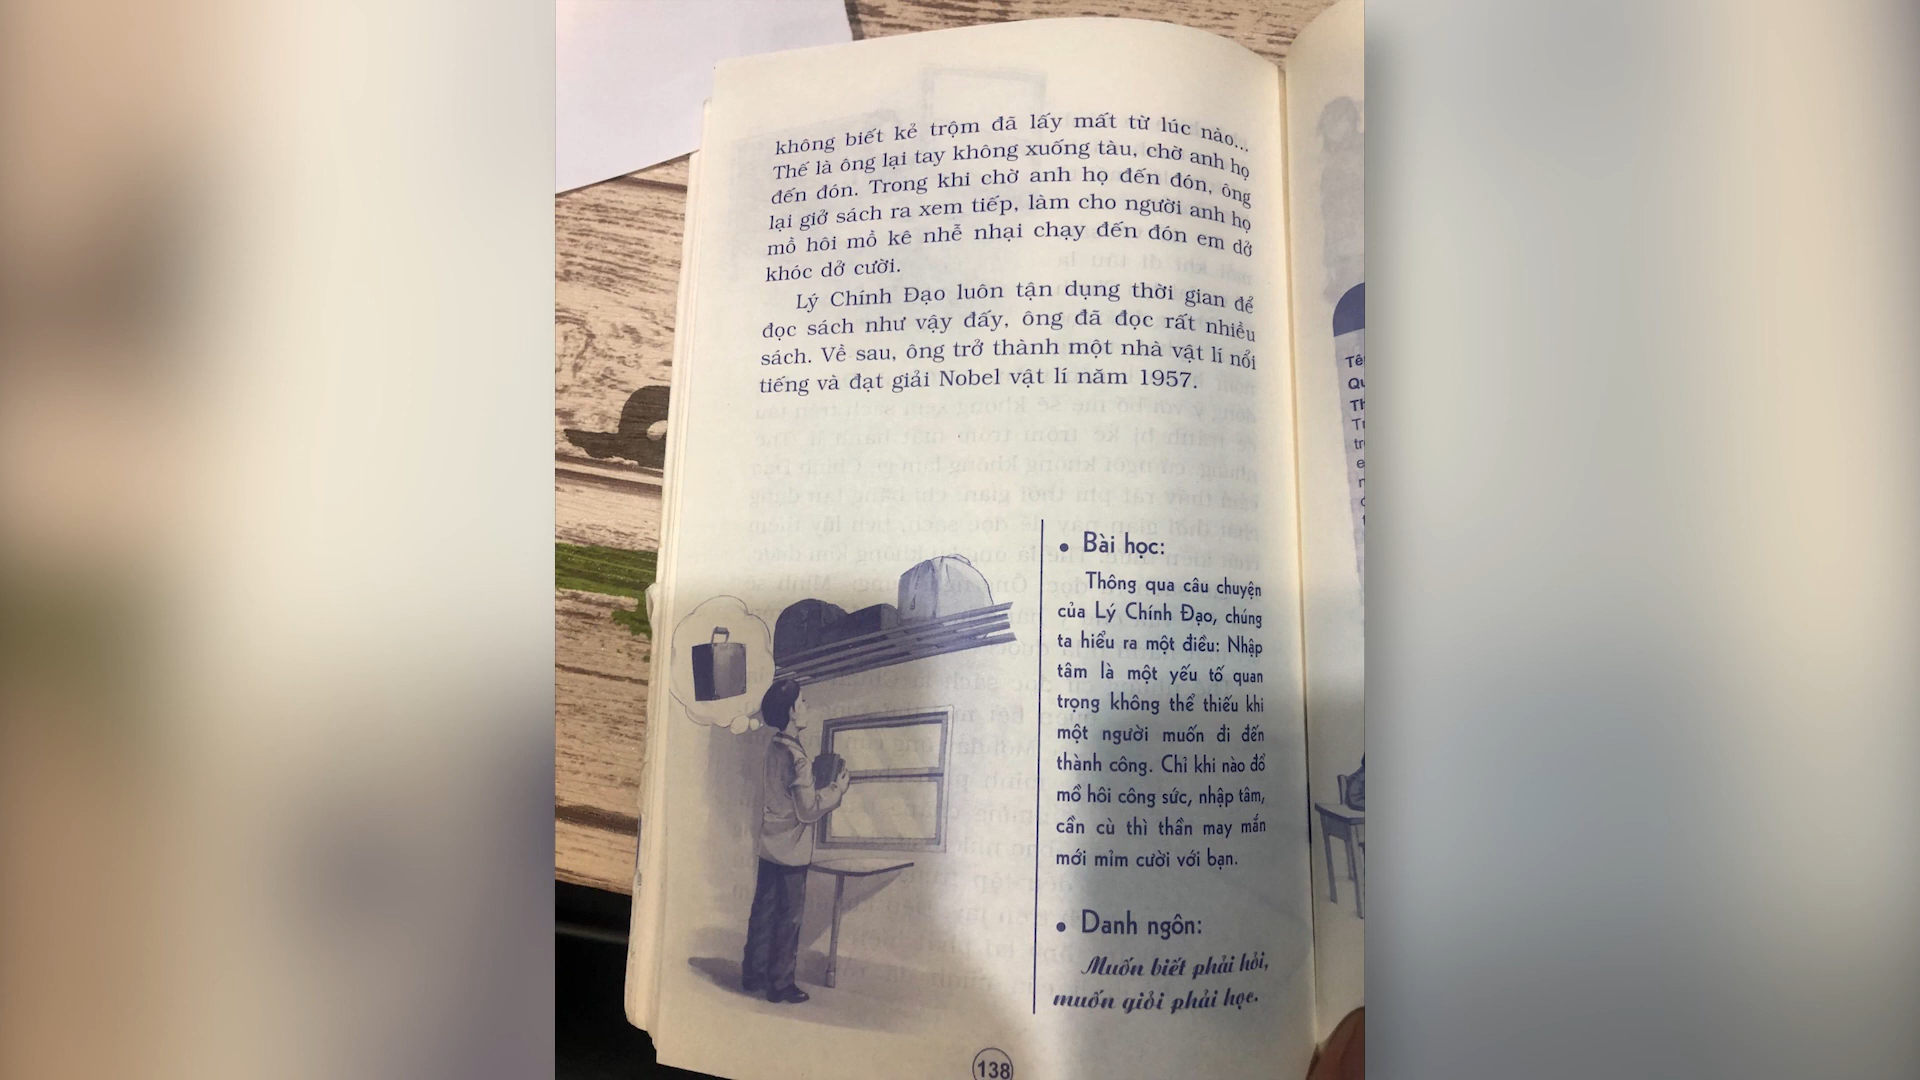 không biết kẻ trộm đã lấy mất từ lúc nào...
Thế là ông lại tay không xuống tàu, chờ anh họ
đến đón. Trong khi chờ anh họ đến đón, ông
lại giở sách ra xem tiếp, làm cho người anh họ
mồ hôi mồ kê nhễ nhại chạy đến đón em dở
khóc dở cười.
Lý Chính Đạo luôn tận dụng thời gian để
đọc sách như vậy đấy, ông đã đọc rất nhiều
sách. Về sau, ông trở thành một nhà vật lí nổi
tiếng và đạt giải Nobel vật lí năm 1957.
• Bài học:
Thông qua câu chuyện
của Lý Chính Đạo, chúng
ta hiểu ra một điều: Nhập
tâm là một yếu tố quan
trọng không thể thiếu khi
một người muốn đi đến
thành công. Chỉ khi nào đổ
mồ hôi công sức, nhập tâm,
cần cù thì thần may mắn
mới mỉm cười với bạn.
• Danh ngôn:
Muốn biết phải hỏi,
muốn giỏi phải học.
138